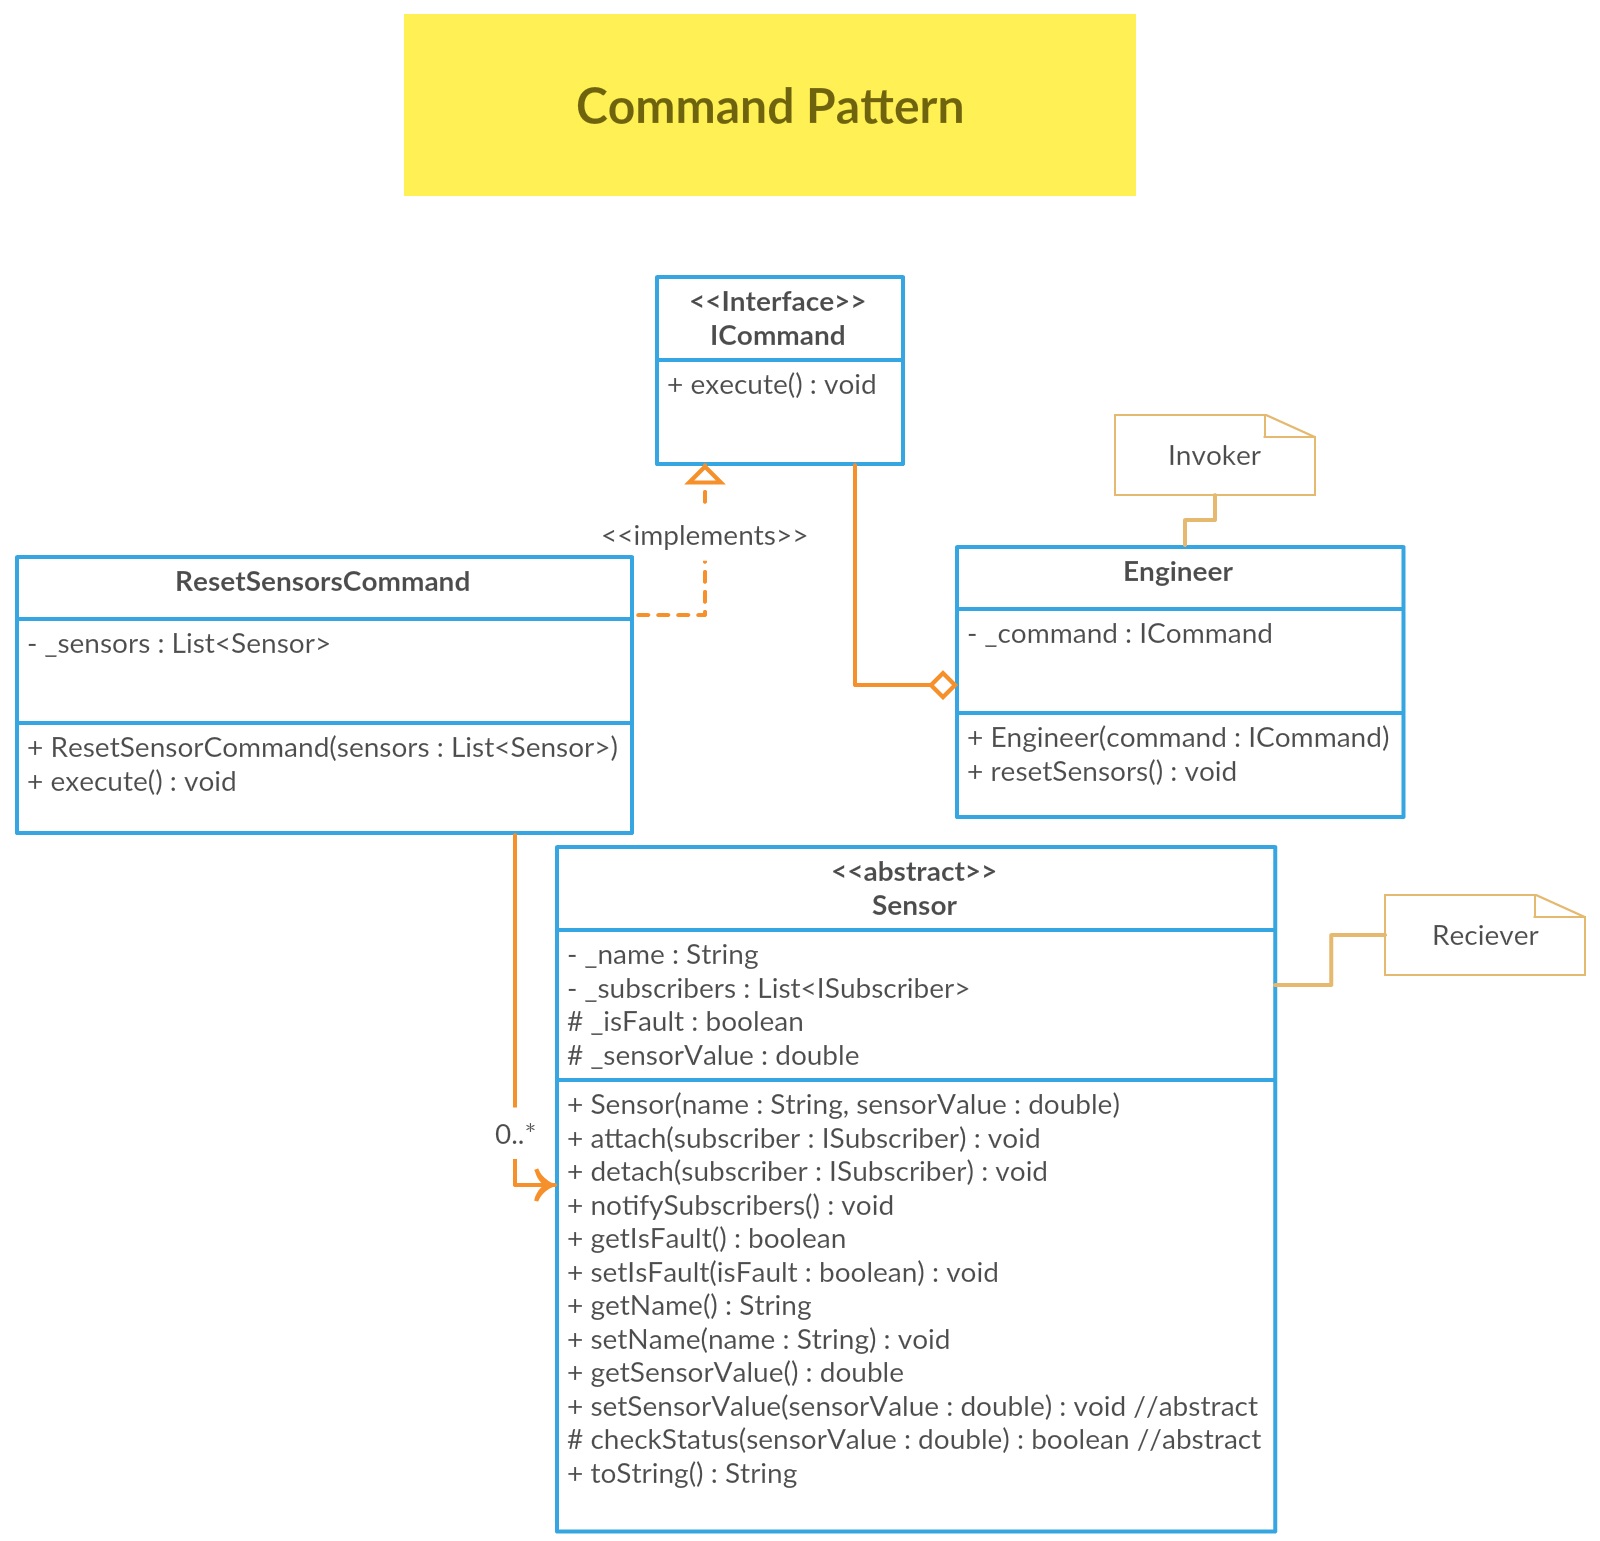 Command Pattern
<<Interface>>
ICommand
+ execute() : void
Invoker
<<implements>>
ResetSensorsCommand
- _sensors : List<Sensor>
+ ResetSensorCommand(sensors : List<Sensor>)
+ execute() : void
Engineer
- _command : ICommand
+ Engineer(command : ICommand)
+ resetSensors() : void
<<abstract>>
Sensor
- _name : String
- _subscribers : List<ISubscriber>
# _isFault : boolean
# _sensorValue : double
+ Sensor(name : String, sensorValue : double)
+ attach(subscriber : ISubscriber) : void
+ detach(subscriber : ISubscriber) : void
+ notifySubscribers() : void
+ getIsFault() : boolean
+ setIsFault(isFault : boolean) : void
+ getName() : String
+ setName(name : String) : void
+ getSensorValue() : double
+ setSensorValue(sensorValue : double) : void //abstract
# checkStatus(sensorValue : double) : boolean //abstract
+ toString() : String
Reciever
0..*